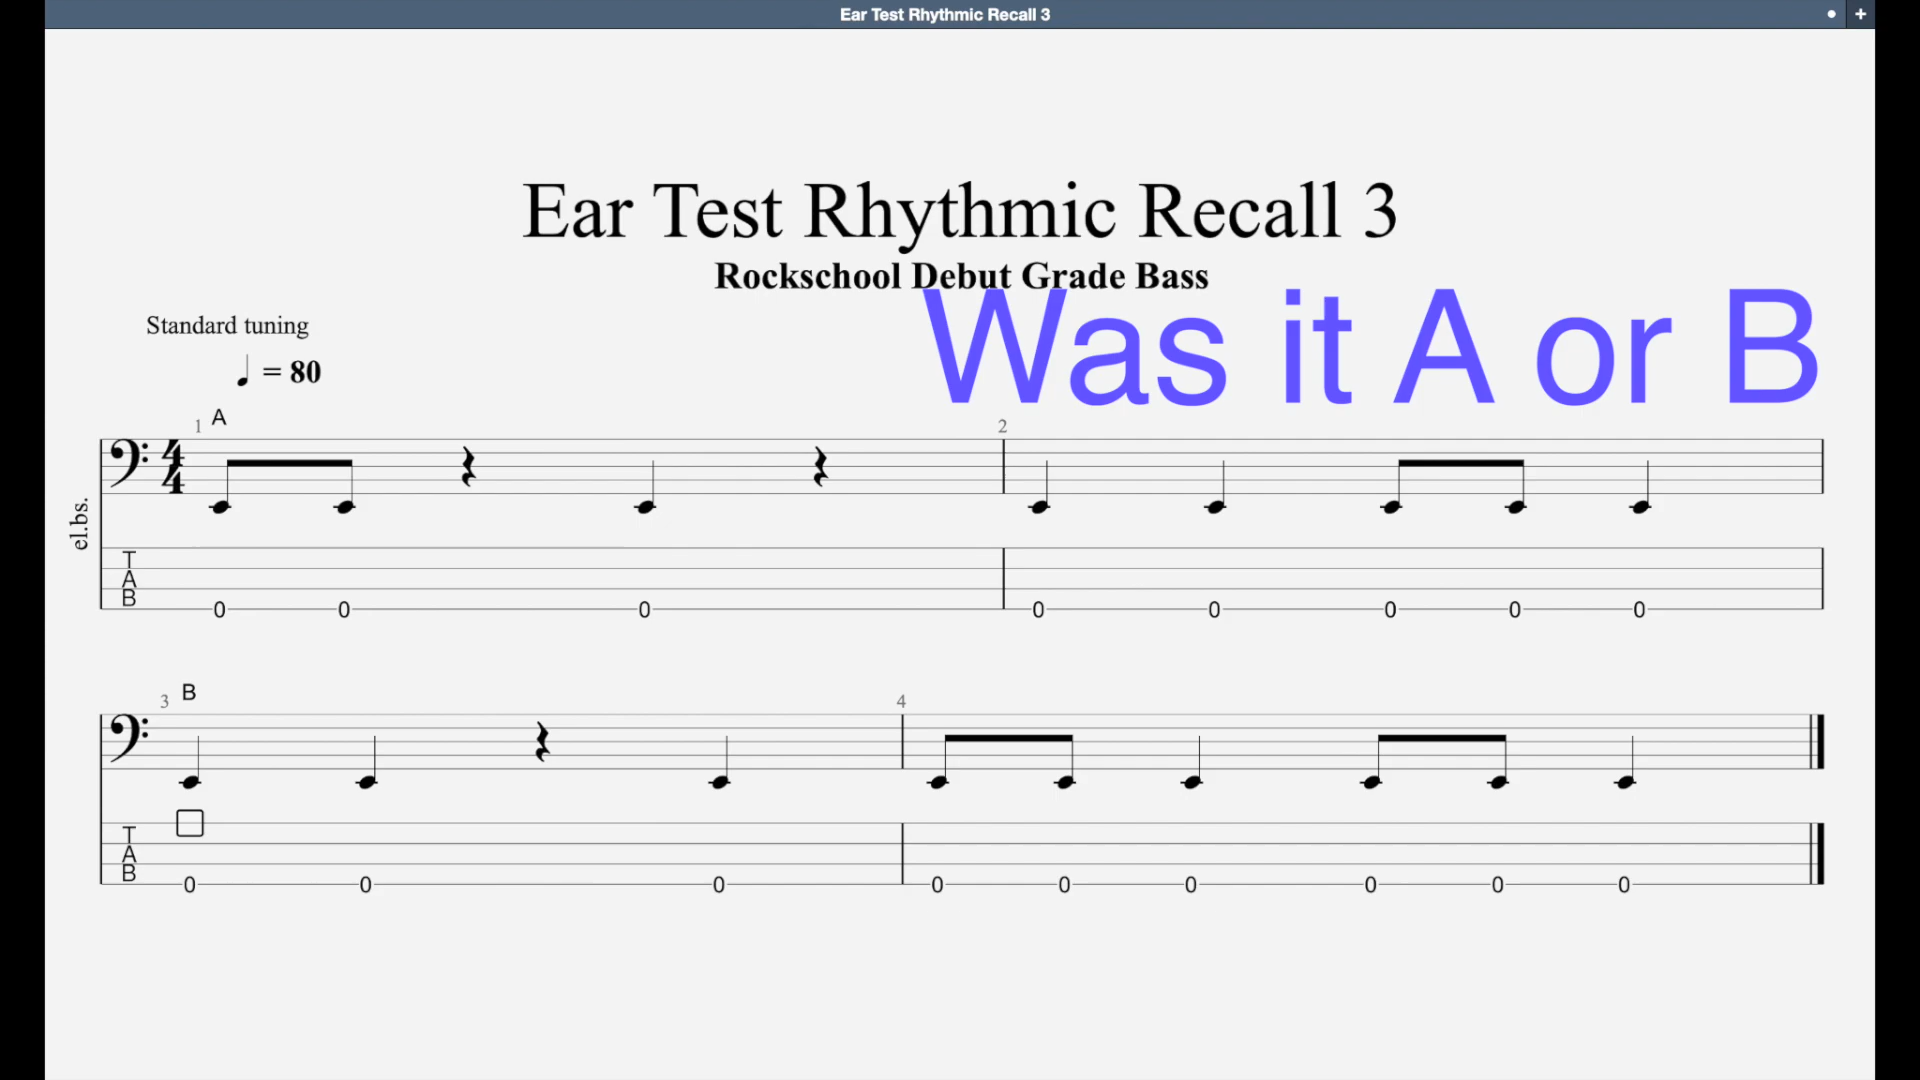 Ear Test Rhythmic Recall 3
Ear Test Rhythmic Recall 3
Rockschool Debut Grade Bass
Was it A or B
Standard tuning
= 80
1 A 2
4
4
el.bs.
T
A
B
0 0 0 0 0 0 0 0
3 B 4
T
A
B
0 0 0 0 0 0 0 0 0